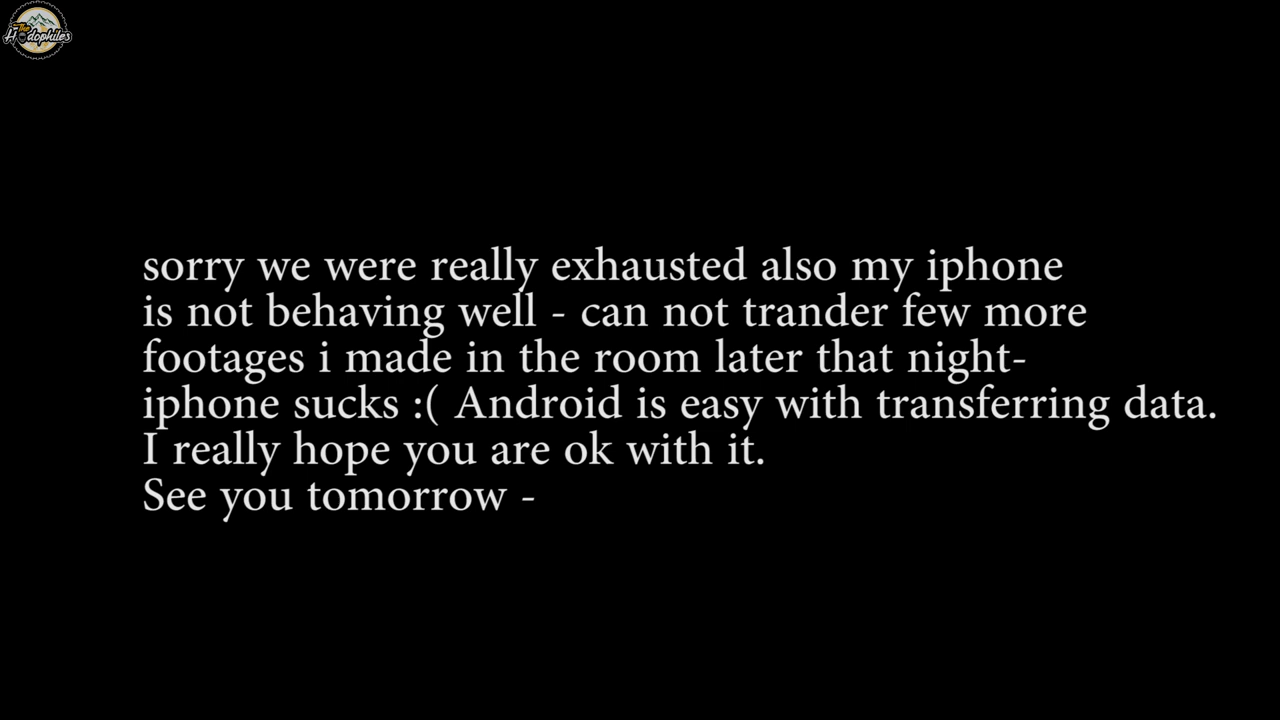 The
Hodophiles
sorry we were really exhausted also my iphone
is not behaving well - can not trander few more
footages i made in the room later that night-
iphone sucks :( Android is easy with transferring data.
I really hope you are ok with it.
See you tomorrow -